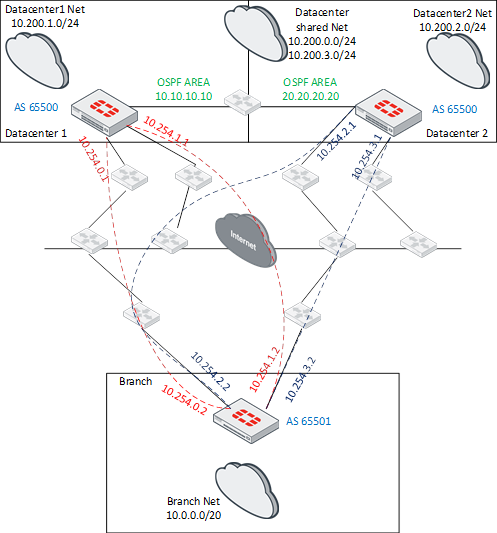 Datacenter1 Net
10.200.1.0/24
Datacenter
shared Net
10.200.0.0/24
10.200.3.0/24
Datacenter2 Net
10.200.2.0/24
OSPF AREA
10.10.10.10
OSPF AREA
20.20.20.20
AS 65500
AS 65500
Datacenter 1
Datacenter 2
10.254.0.1
10.254.1.1
10.254.2.1
10.254.3.1
Internet
Branch
10.254.0.2
10.254.2.2
10.254.1.2
10.254.3.2
AS 65501
Branch Net
10.0.0.0/20